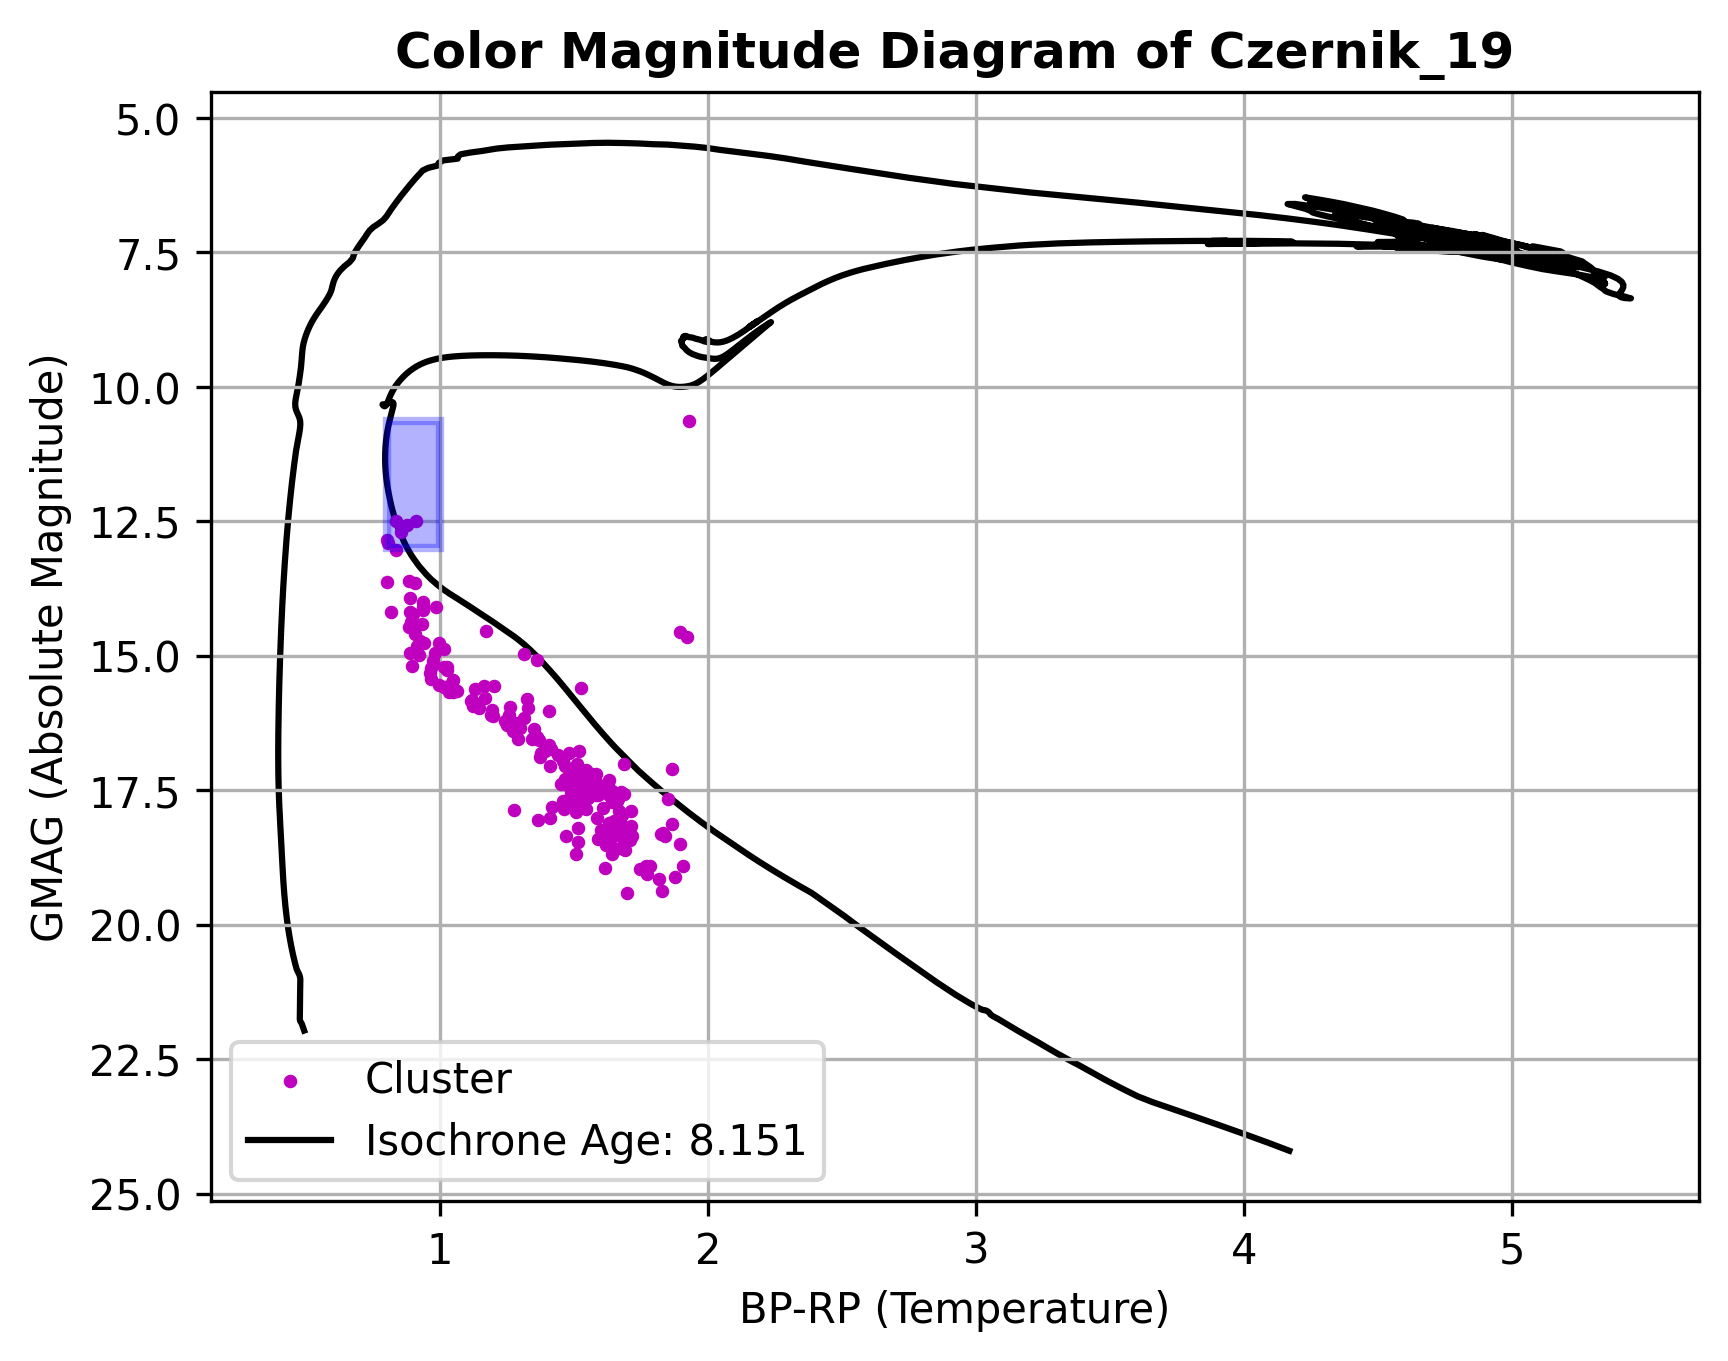 Color Magnitude Diagram of Czernik_19
GMAG (Absolute Magnitude)
5.0
7.5
10.0
12.5
15.0
17.5
20.0
22.5
25.0
Cluster
Isochrone Age: 8.151
1 2 3 4 5
BP-RP (Temperature)